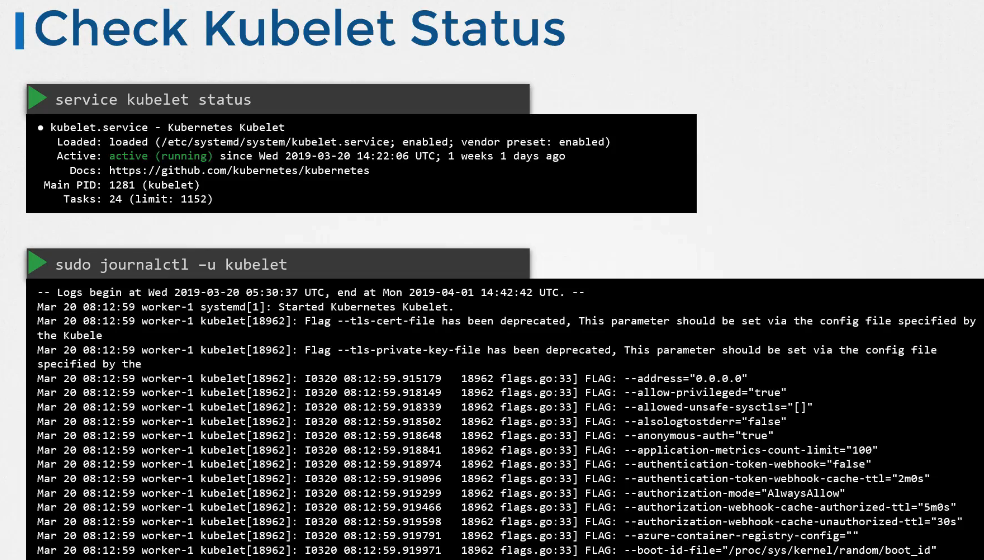 Check Kubelet Status
service kubelet status
● kubelet.service - Kubernetes Kubelet
Loaded: loaded (/etc/systemd/system/kubelet.service; enabled; vendor preset: enabled)
Active: active (running) since Wed 2019-03-20 14:22:06 UTC; 1 weeks 1 days ago
Docs: https://github.com/kubernetes/kubernetes
Main PID: 1281 (kubelet)
Tasks: 24 (limit: 1152)
sudo journalctl –u kubelet
-- Logs begin at Wed 2019-03-20 05:30:37 UTC, end at Mon 2019-04-01 14:42:42 UTC. --
Mar 20 08:12:59 worker-1 systemd[1]: Started Kubernetes Kubelet.
Mar 20 08:12:59 worker-1 kubelet[18962]: Flag --tls-cert-file has been deprecated, This parameter should be set via the config file specified by
the Kubele
Mar 20 08:12:59 worker-1 kubelet[18962]: Flag --tls-private-key-file has been deprecated, This parameter should be set via the config file
specified by the
Mar 20 08:12:59 worker-1 kubelet[18962]: I0320 08:12:59.915179 18962 flags.go:33] FLAG: --address="0.0.0.0"
Mar 20 08:12:59 worker-1 kubelet[18962]: I0320 08:12:59.918149 18962 flags.go:33] FLAG: --allow-privileged="true"
Mar 20 08:12:59 worker-1 kubelet[18962]: I0320 08:12:59.918339 18962 flags.go:33] FLAG: --allowed-unsafe-sysctls="[]"
Mar 20 08:12:59 worker-1 kubelet[18962]: I0320 08:12:59.918502 18962 flags.go:33] FLAG: --alsologtostderr="false"
Mar 20 08:12:59 worker-1 kubelet[18962]: I0320 08:12:59.918648 18962 flags.go:33] FLAG: --anonymous-auth="true"
Mar 20 08:12:59 worker-1 kubelet[18962]: I0320 08:12:59.918841 18962 flags.go:33] FLAG: --application-metrics-count-limit="100"
Mar 20 08:12:59 worker-1 kubelet[18962]: I0320 08:12:59.918974 18962 flags.go:33] FLAG: --authentication-token-webhook="false"
Mar 20 08:12:59 worker-1 kubelet[18962]: I0320 08:12:59.919096 18962 flags.go:33] FLAG: --authentication-token-webhook-cache-ttl="2m0s"
Mar 20 08:12:59 worker-1 kubelet[18962]: I0320 08:12:59.919299 18962 flags.go:33] FLAG: --authorization-mode="AlwaysAllow"
Mar 20 08:12:59 worker-1 kubelet[18962]: I0320 08:12:59.919466 18962 flags.go:33] FLAG: --authorization-webhook-cache-authorized-ttl="5m0s"
Mar 20 08:12:59 worker-1 kubelet[18962]: I0320 08:12:59.919598 18962 flags.go:33] FLAG: --authorization-webhook-cache-unauthorized-ttl="30s"
Mar 20 08:12:59 worker-1 kubelet[18962]: I0320 08:12:59.919791 18962 flags.go:33] FLAG: --azure-container-registry-config=""
Mar 20 08:12:59 worker-1 kubelet[18962]: I0320 08:12:59.919971 18962 flags.go:33] FLAG: --boot-id-file="/proc/sys/kernel/random/boot_id"